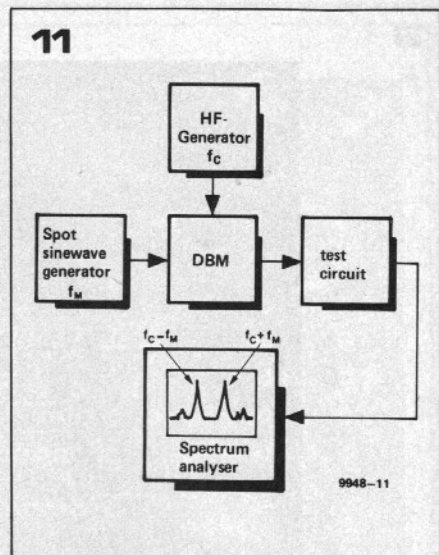 11
HF-
Generator
fC
Spot
sinewave
generator
fM
DBM
test
circuit
fC–fM
fC+fM
Spectrum
analyser
9948–11